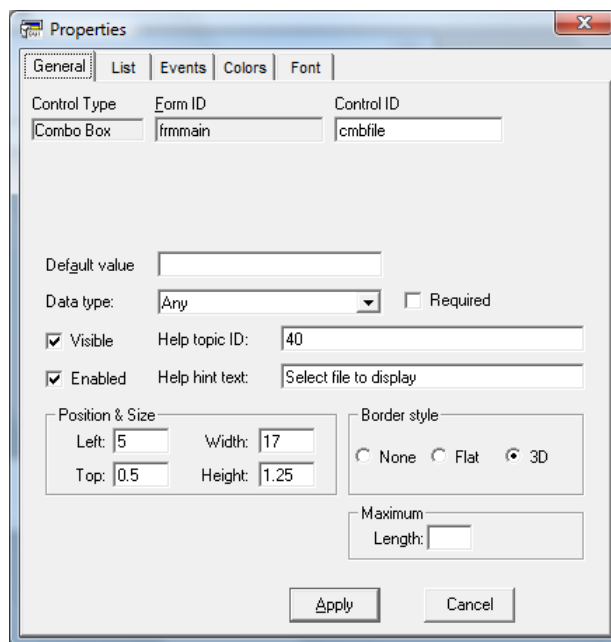 Properties
General List Events Colors Font
Control Type Form ID Control ID
Combo Box frmmain cmbfile
Default value
Data type: Any Required
Visible Help topic ID: 40
Enabled Help hint text: Select file to display
Position & Size Border style
Left: 5 Width: 17
None Flat 3D
Top: 0.5 Height: 1.25
Maximum
Length:
Apply Cancel